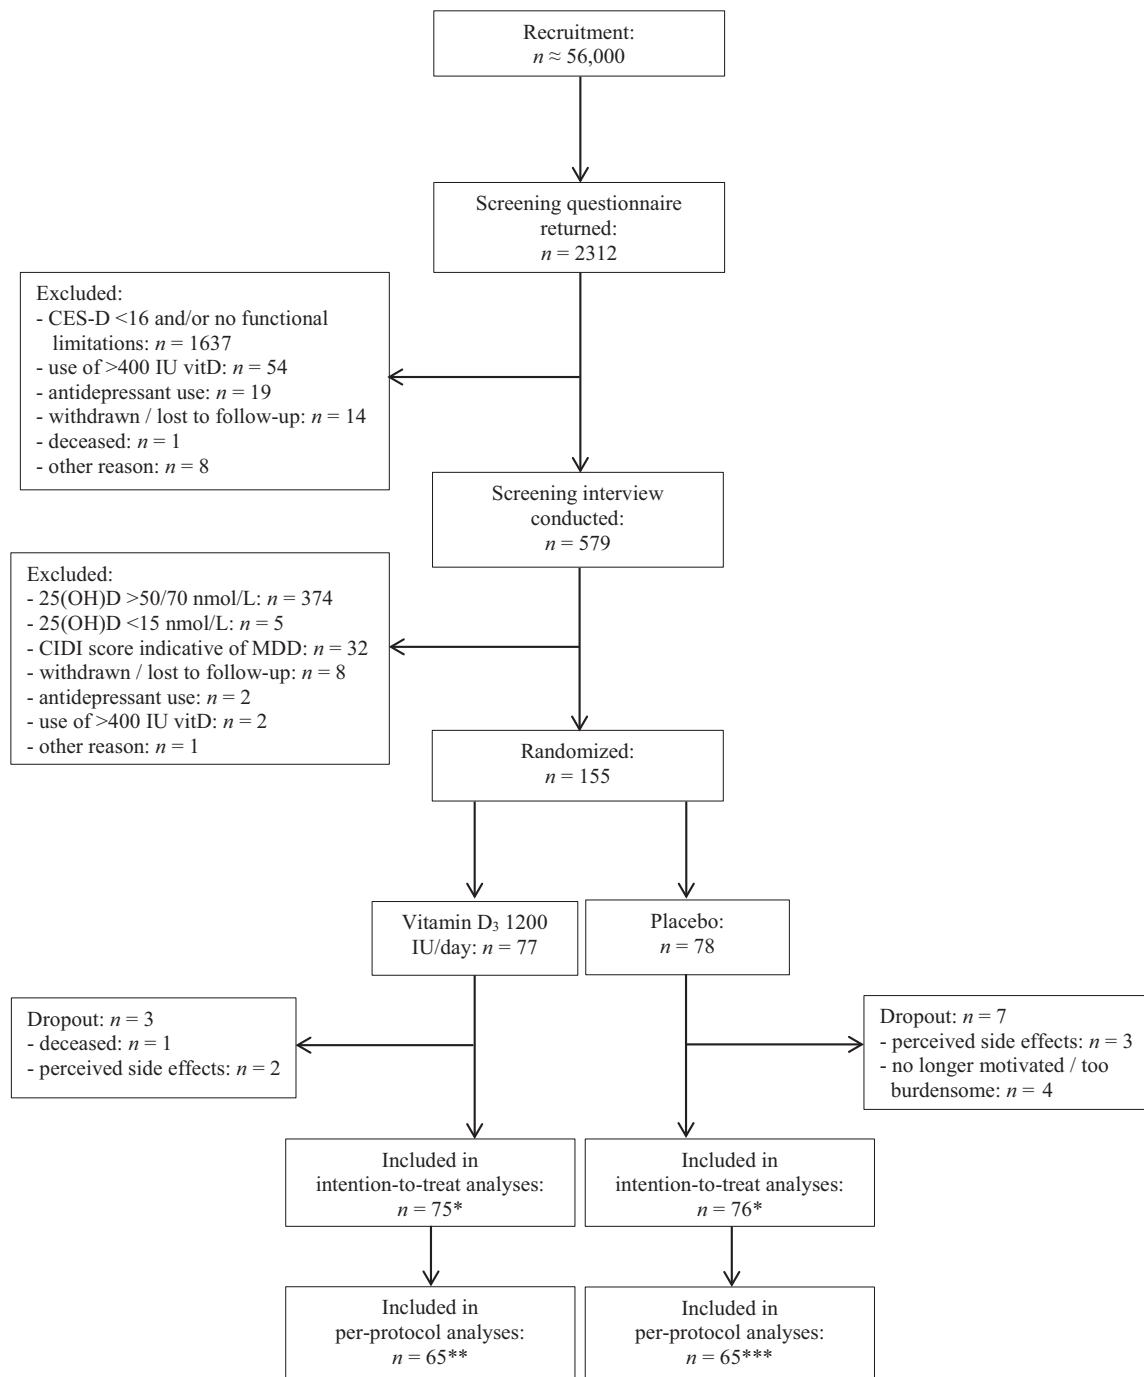 Recruitment:
n ≈ 56,000
Screening questionnaire
returned:
n = 2312
Excluded:
- CES-D <16 and/or no functional
limitations: n = 1637
- use of >400 IU vitD: n = 54
- antidepressant use: n = 19
- withdrawn / lost to follow-up: n = 14
- deceased: n = 1
- other reason: n = 8
Screening interview
conducted:
n = 579
Excluded:
- 25(OH)D >50/70 nmol/L: n = 374
- 25(OH)D <15 nmol/L: n = 5
- CIDI score indicative of MDD: n = 32
- withdrawn / lost to follow-up: n = 8
- antidepressant use: n = 2
- use of >400 IU vitD: n = 2
- other reason: n = 1
Randomized:
n = 155
Vitamin D₃ 1200
IU/day: n = 77
Placebo:
n = 78
Dropout: n = 3
- deceased: n = 1
- perceived side effects: n = 2
Dropout: n = 7
- perceived side effects: n = 3
- no longer motivated / too
burdensome: n = 4
Included in
intention-to-treat analyses:
n = 75*
Included in
intention-to-treat analyses:
n = 76*
Included in
per-protocol analyses:
n = 65**
Included in
per-protocol analyses:
n = 65***